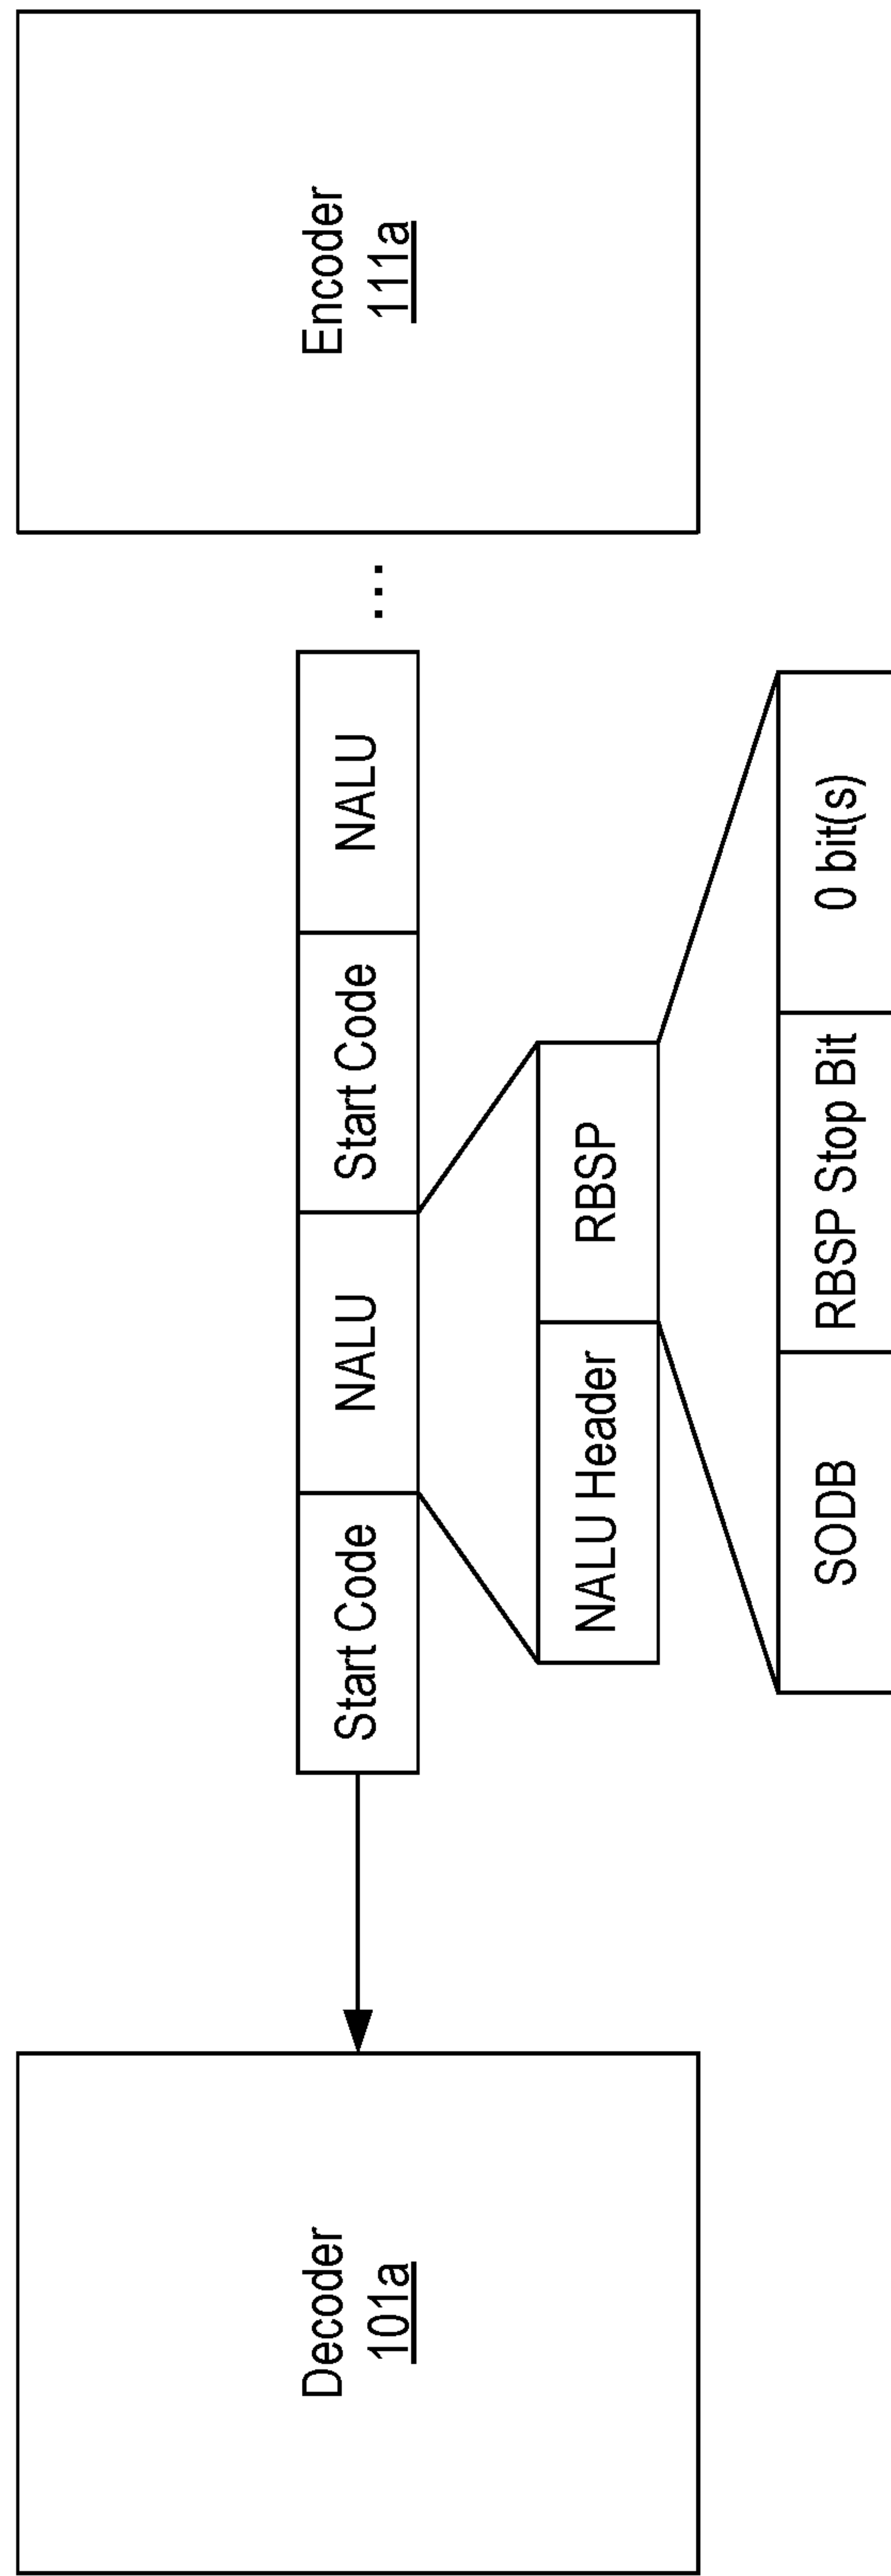 Decoder
101a
Start Code
NALU
Start Code
NALU
...
Encoder
111a
NALU Header
RBSP
SODB
RBSP Stop Bit
0 bit(s)